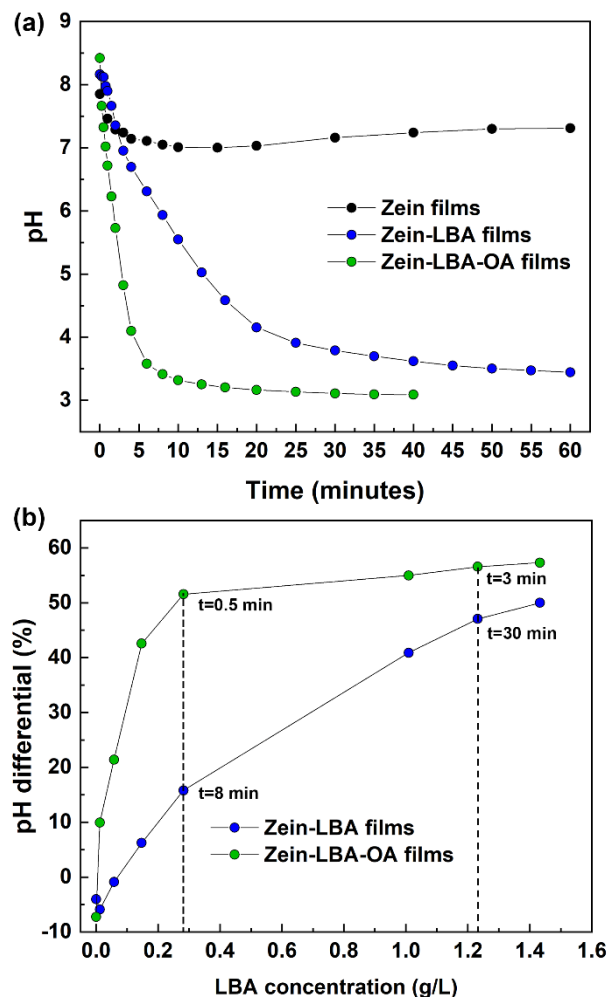 (a)
9
8
7
6
5
4
3
pH
Zein films
Zein-LBA films
Zein-LBA-OA films
0 5 10 15 20 25 30 35 40 45 50 55 60
Time (minutes)
(b)
60
50
40
30
20
10
0
-10
pH differential (%)
t=0.5 min
t=3 min
t=30 min
t=8 min
Zein-LBA films
Zein-LBA-OA films
0.0 0.2 0.4 0.6 0.8 1.0 1.2 1.4 1.6
LBA concentration (g/L)